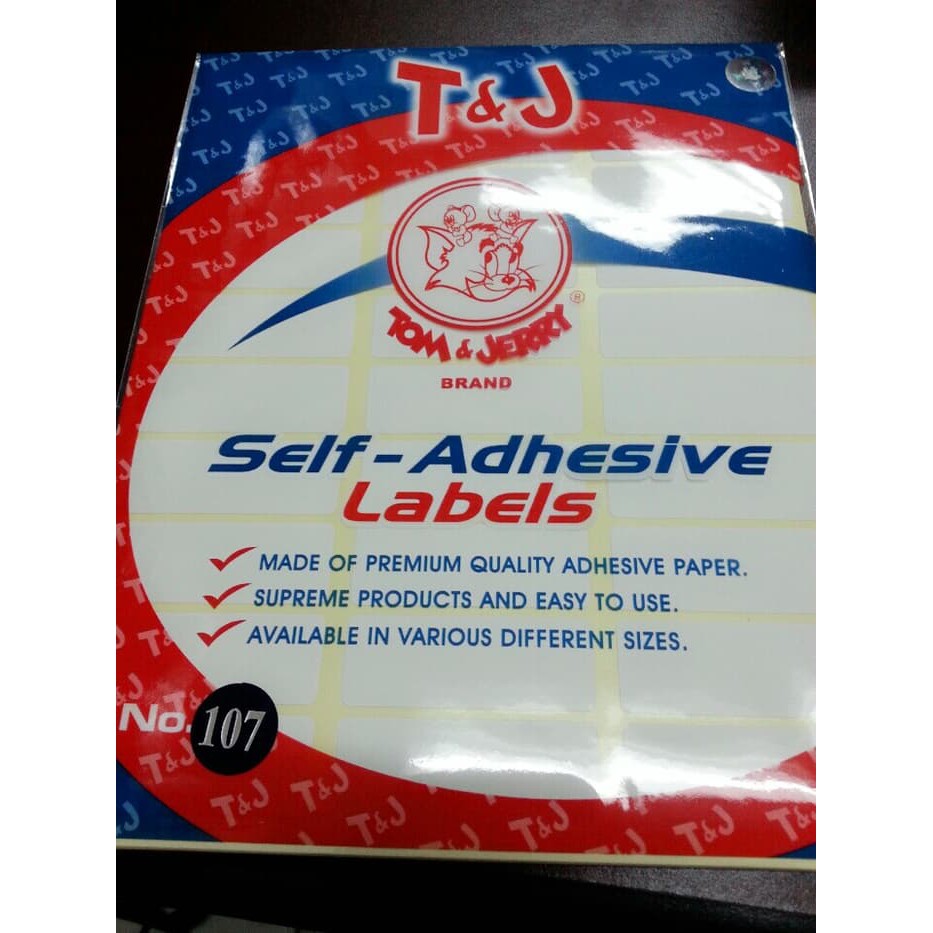 T&J
TOM & JERRY ®
BRAND
Self-Adhesive
Labels
MADE OF PREMIUM QUALITY ADHESIVE PAPER.
SUPREME PRODUCTS AND EASY TO USE.
AVAILABLE IN VARIOUS DIFFERENT SIZES.
No. 107
T&J T&J T&J T&J T&J